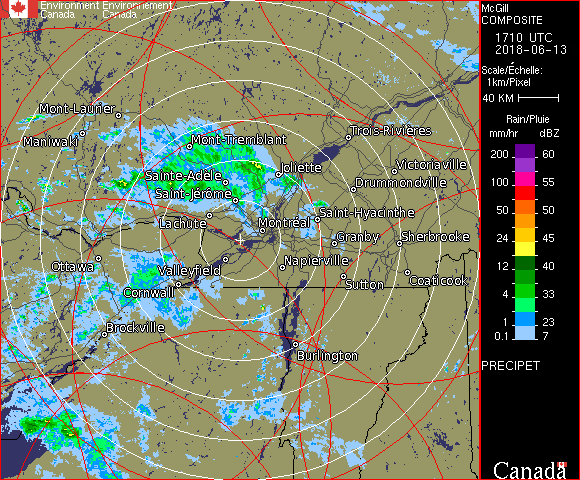 Environment Environnement
Canada Canada
McGill
COMPOSITE
1710 UTC
2018-06-13
Scale/Échelle:
1km/Pixel
40 KM
Rain/Pluie
mm/hr dBZ
200 60
100 55
50 50
24 45
12 40
4 33
1 23
0.1 7
PRECIPET
Canada
Mont-Laurier
Maniwaki
Mont-Tremblant
Trois-Rivières
Joliette
Victoriaville
Sainte-Adèle
Drummondville
Saint-Jérôme
Lachute
Saint-Hyacinthe
Montréal
Granby
Sherbrooke
Ottawa
Valleyfield
Napierville
Cornwall
Sutton
Coaticook
Brockville
Burlington